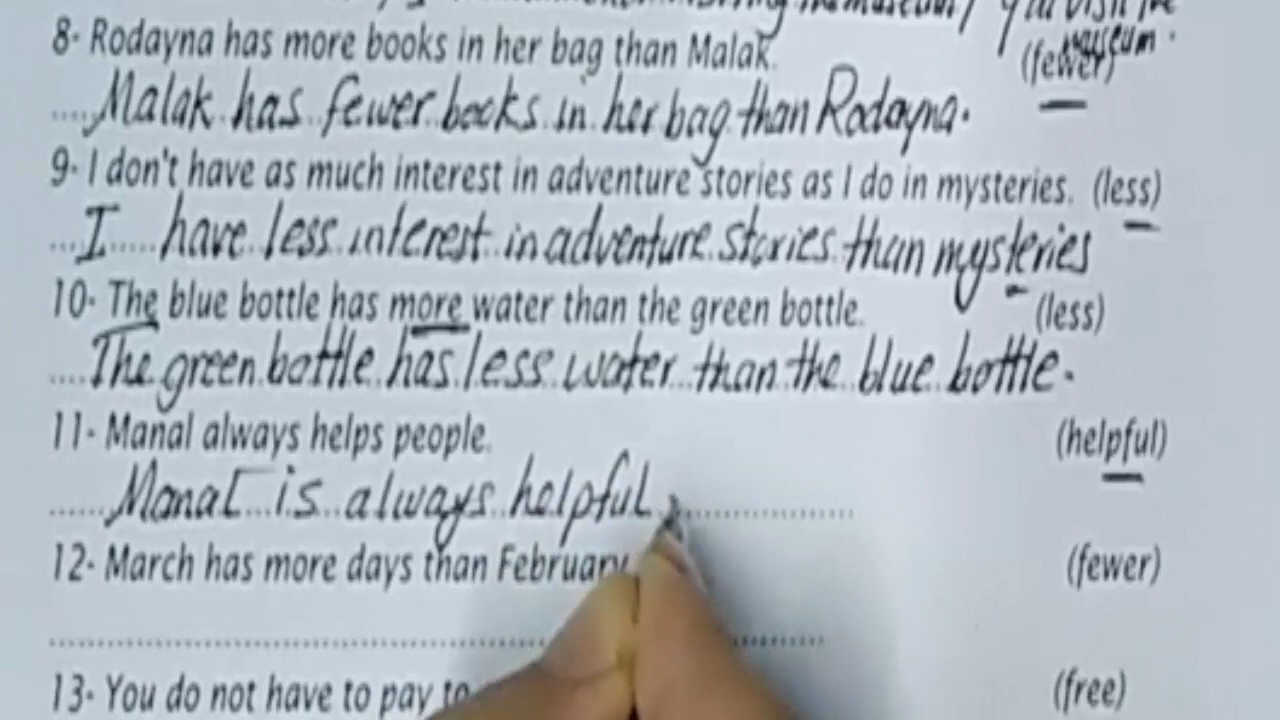 museum.
8- Rodayna has more books in her bag than Malak. (fewer)
....Malak has fewer books in her bag than Rodayna.
9- I don't have as much interest in adventure stories as I do in mysteries. (less)
...I.... have less interest in adventure stories than mysteries
10- The blue bottle has more water than the green bottle. (less)
....The green bottle has less water than the blue bottle.
11- Manal always helps people. (helpful)
......Manal is always helpful
12- March has more days than February (fewer)
13- You do not have to pay (free)